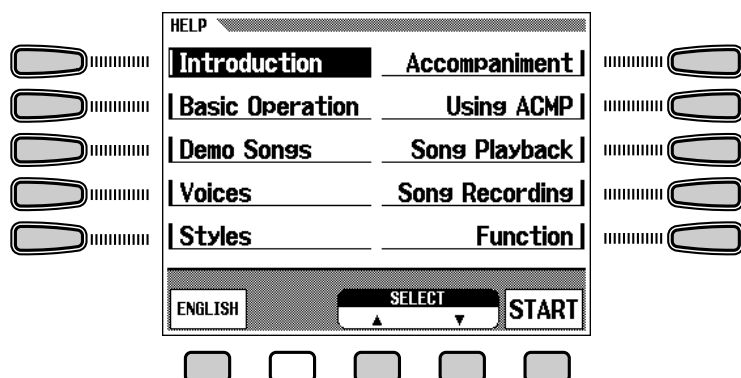 HELP
Introduction
Accompaniment
Basic Operation
Using ACMP
Demo Songs
Song Playback
Voices
Song Recording
Styles
Function
ENGLISH
SELECT
▲ ▼
START